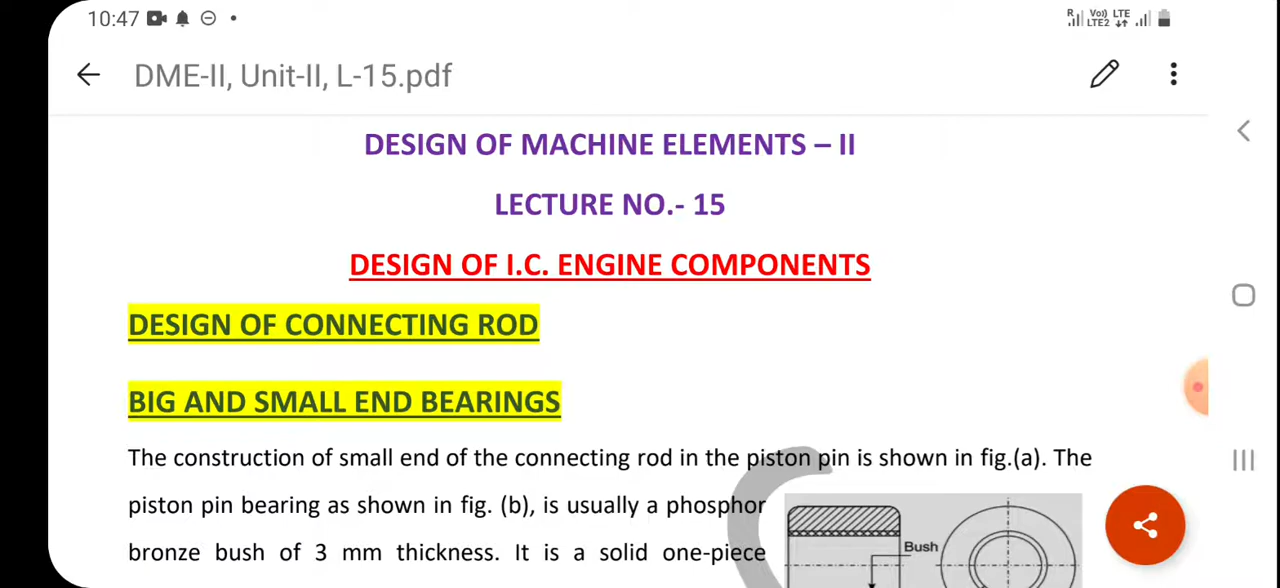 10:47
R Vo)) LTE
LTE2
DME-II, Unit-II, L-15.pdf
DESIGN OF MACHINE ELEMENTS – II
LECTURE NO.- 15
DESIGN OF I.C. ENGINE COMPONENTS
DESIGN OF CONNECTING ROD
BIG AND SMALL END BEARINGS
The construction of small end of the connecting rod in the piston pin is shown in fig.(a). The
piston pin bearing as shown in fig. (b), is usually a phosphor
bronze bush of 3 mm thickness. It is a solid one-piece
Bush